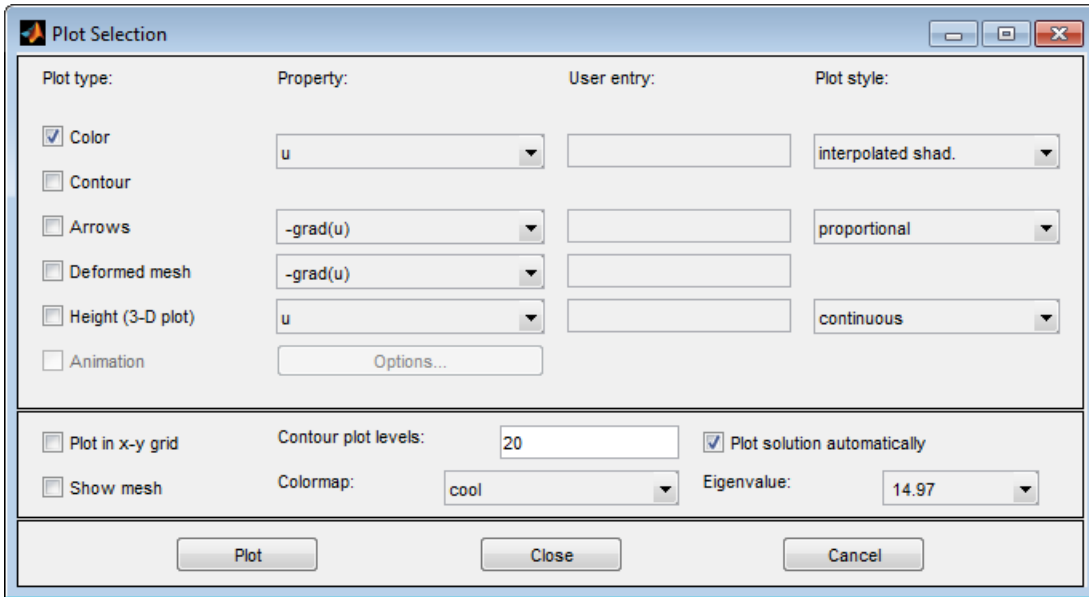 Plot Selection
Plot type: Property: User entry: Plot style:
Color u interpolated shad.
Contour
Arrows -grad(u) proportional
Deformed mesh -grad(u)
Height (3-D plot) u continuous
Animation Options...
Plot in x-y grid Contour plot levels: 20 Plot solution automatically
Show mesh Colormap: cool Eigenvalue: 14.97
Plot Close Cancel